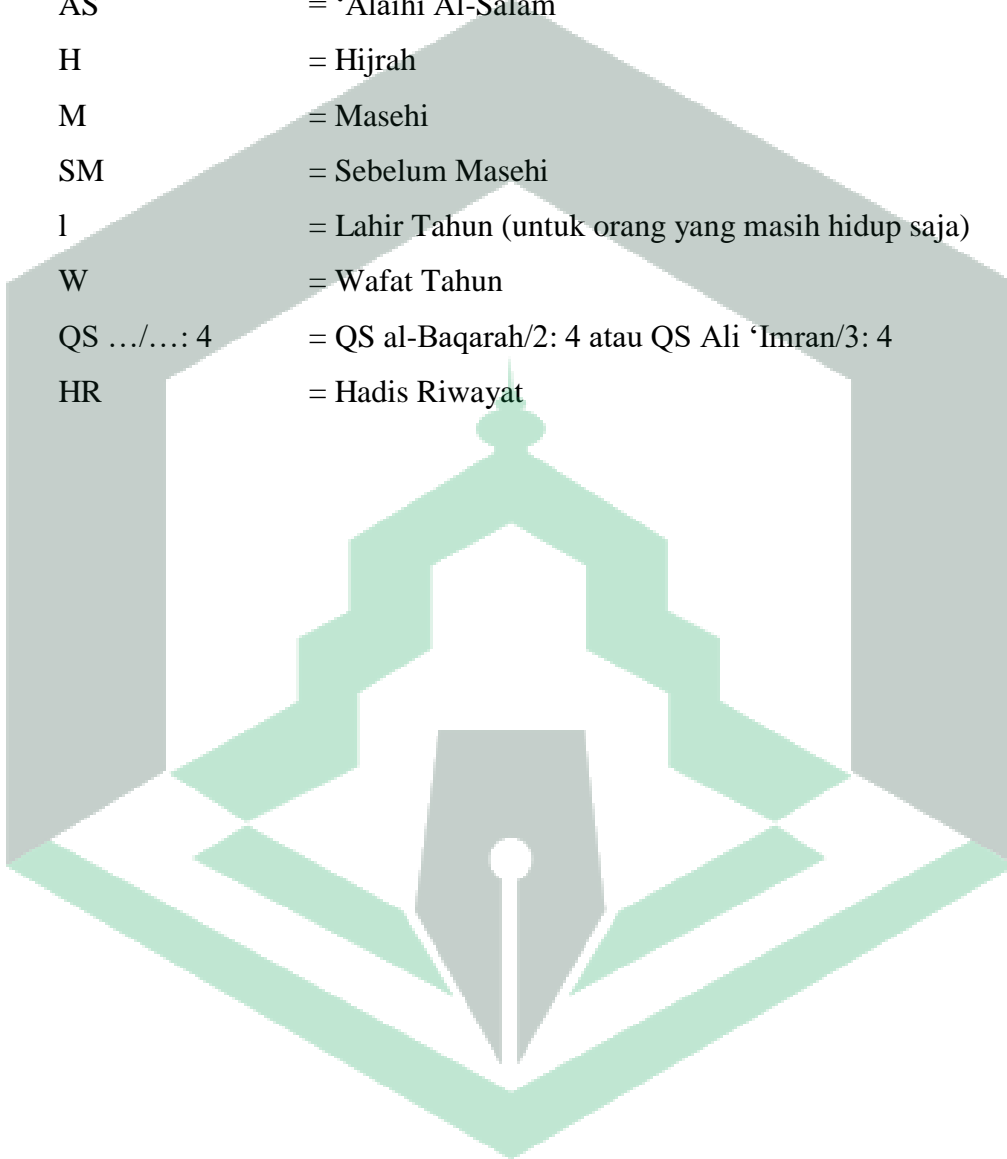 AS = ‘Alaihi Al-Salam
H = Hijrah
M = Masehi
SM = Sebelum Masehi
l = Lahir Tahun (untuk orang yang masih hidup saja)
W = Wafat Tahun
QS …/…: 4 = QS al-Baqarah/2: 4 atau QS Ali ‘Imran/3: 4
HR = Hadis Riwayat